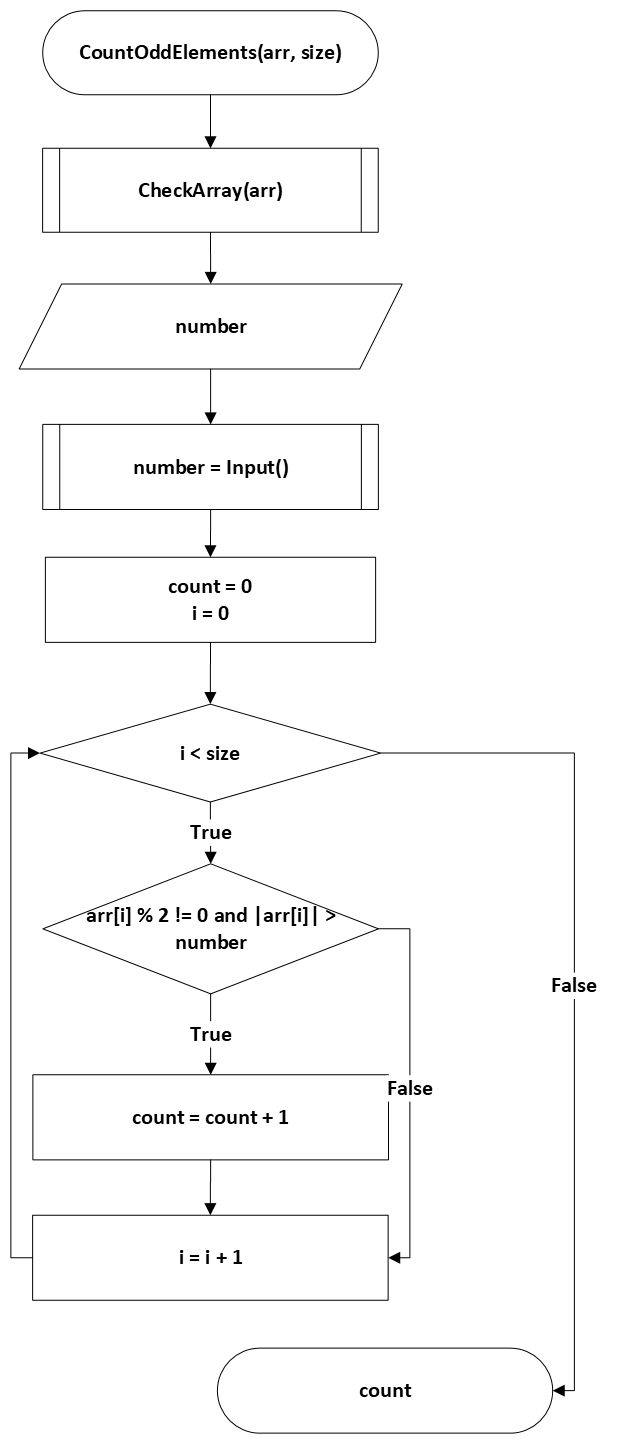 CountOddElements(arr, size)
CheckArray(arr)
number
number = Input()
count = 0
i = 0
i < size
True
arr[i] % 2 != 0 and |arr[i]| >
number
False
True
False
count = count + 1
i = i + 1
count